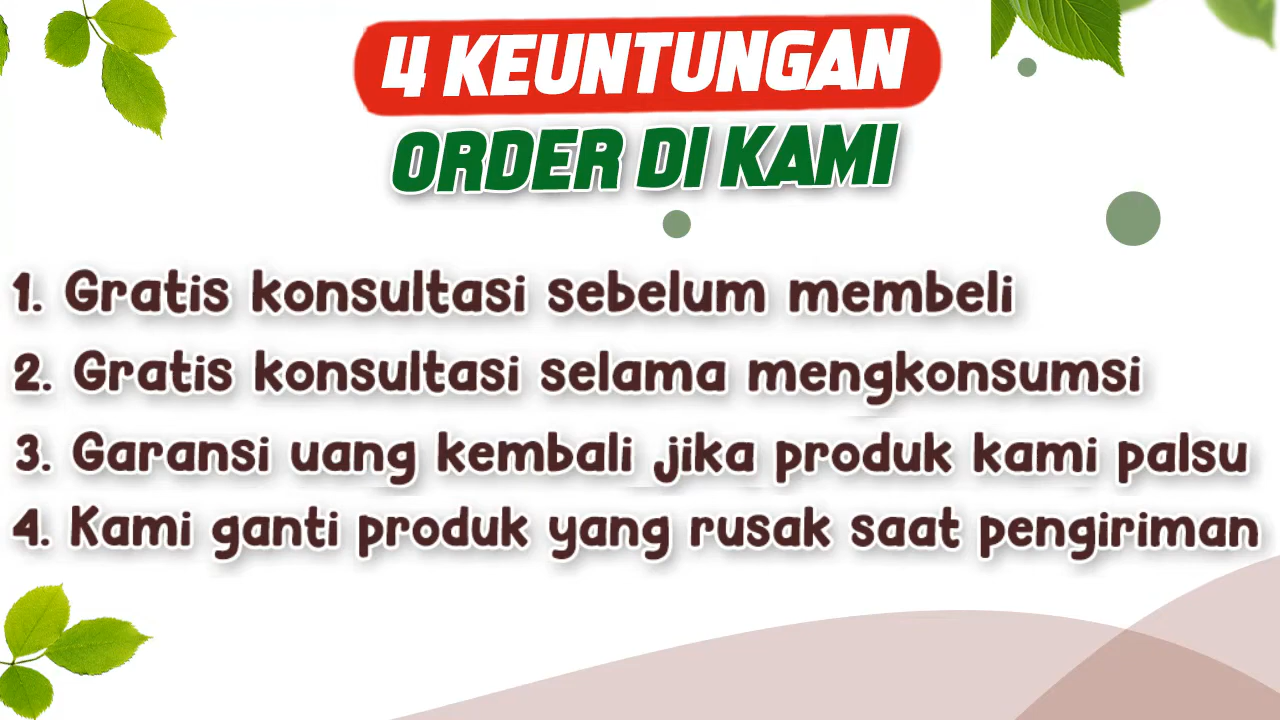 4 KEUNTUNGAN
ORDER DI KAMI
1. Gratis konsultasi sebelum membeli
2. Gratis konsultasi selama mengkonsumsi
3. Garansi uang kembali jika produk kami palsu
4. Kami ganti produk yang rusak saat pengiriman